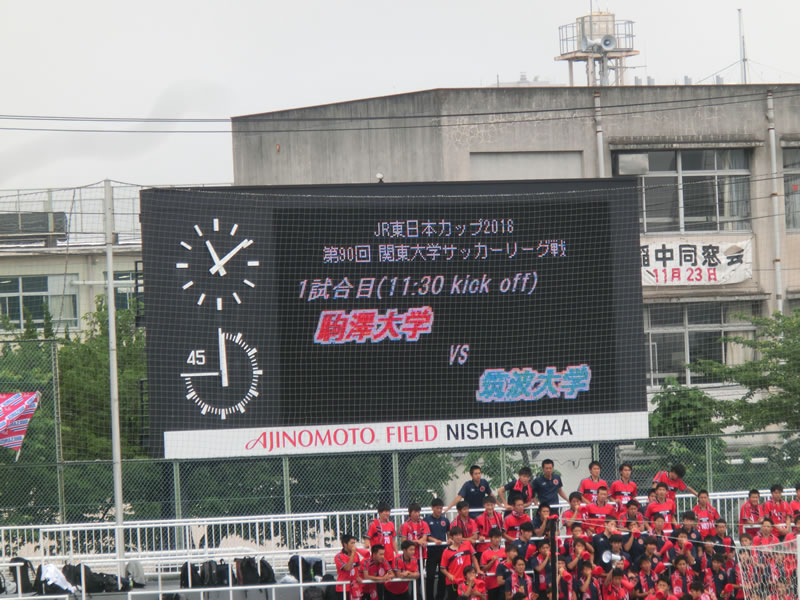 JR東日本カップ2016
第90回 関東大学サッカーリーグ戦
1試合目(11:30 kick off)
駒澤大学
VS
筑波大学
45
AJINOMOTO FIELD NISHIGAOKA
稲中同窓会
11月23日